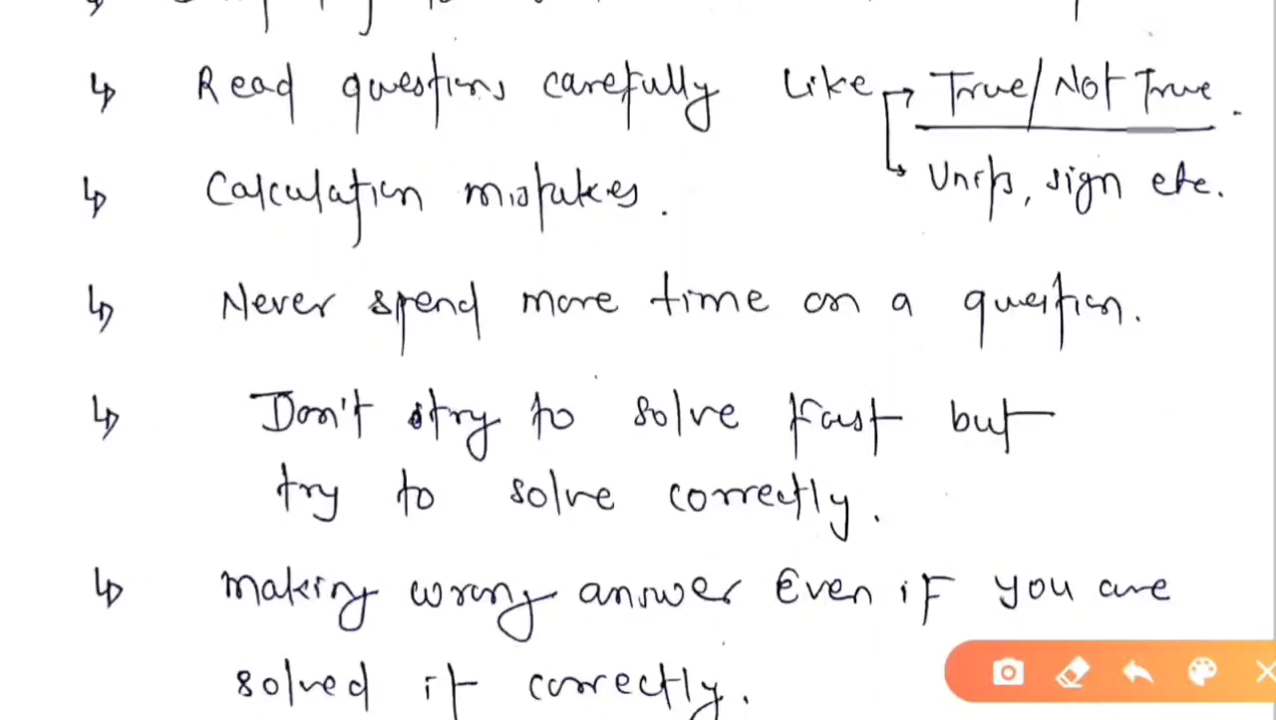 ↳ Read questions carefully like → True/Not True.
↳ Units, sign etc.
↳ Calculation mistakes.
↳ Never spend more time on a question.
↳ Don't try to solve fast but
try to solve correctly.
↳ Making wrong answer Even if you are
solved it correctly.